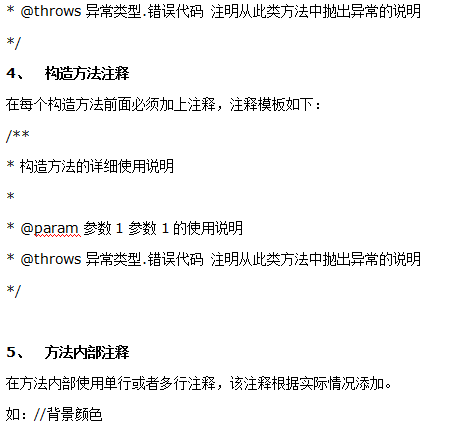 * @throws 异常类型.错误代码 注明从此类方法中抛出异常的说明
*/
4、 构造方法注释
在每个构造方法前面必须加上注释，注释模板如下：
/**
* 构造方法的详细使用说明
*
* @param 参数 1 参数 1 的使用说明
* @throws 异常类型.错误代码 注明从此类方法中抛出异常的说明
*/
5、 方法内部注释
在方法内部使用单行或者多行注释，该注释根据实际情况添加。
如：//背景颜色